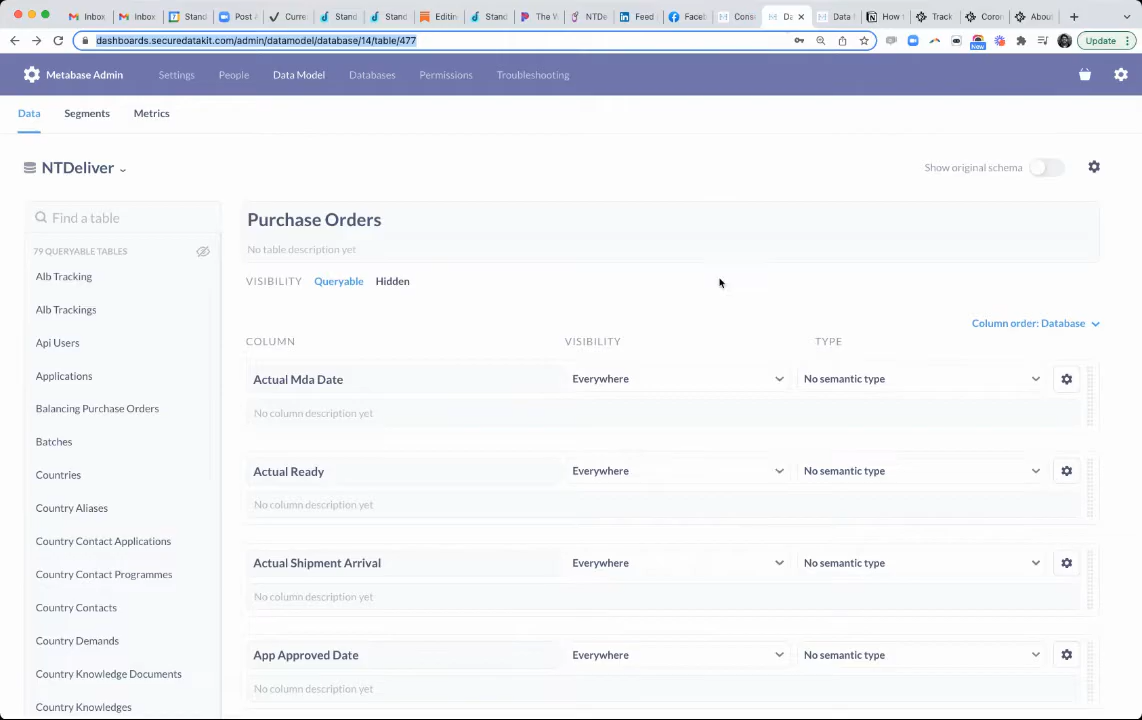 Inbox
Inbox
Stand
Post A
Curre
Stand
Stand
Editin
Stand
The W
NTDe
Feed
Faceb
Cons
Da
Data
How t
Track
Coron
About
dashboards.securedatakit.com/admin/datamodel/database/14/table/477
New
Update
Metabase Admin
Settings
People
Data Model
Databases
Permissions
Troubleshooting
Data
Segments
Metrics
NTDeliver
Show original schema
Find a table
79 QUERYABLE TABLES
Alb Tracking
Alb Trackings
Api Users
Applications
Balancing Purchase Orders
Batches
Countries
Country Aliases
Country Contact Applications
Country Contact Programmes
Country Contacts
Country Demands
Country Knowledge Documents
Country Knowledges
Purchase Orders
No table description yet
VISIBILITY Queryable Hidden
Column order: Database
COLUMN VISIBILITY TYPE
Actual Mda Date Everywhere No semantic type
No column description yet
Actual Ready Everywhere No semantic type
No column description yet
Actual Shipment Arrival Everywhere No semantic type
No column description yet
App Approved Date Everywhere No semantic type
No column description yet